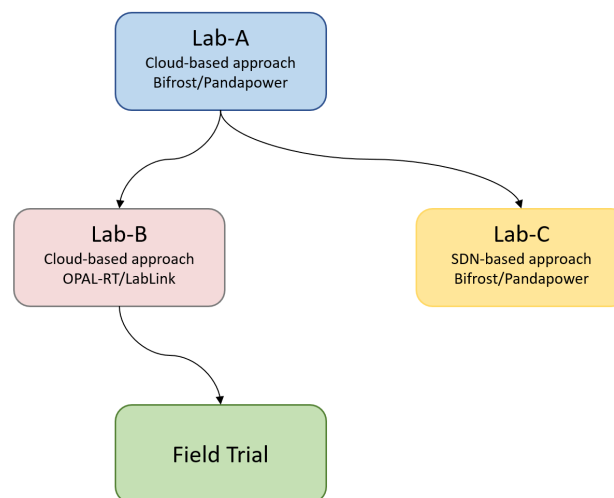 Lab-A
Cloud-based approach
Bifrost/Pandapower
Lab-B
Cloud-based approach
OPAL-RT/LabLink
Lab-C
SDN-based approach
Bifrost/Pandapower
Field Trial